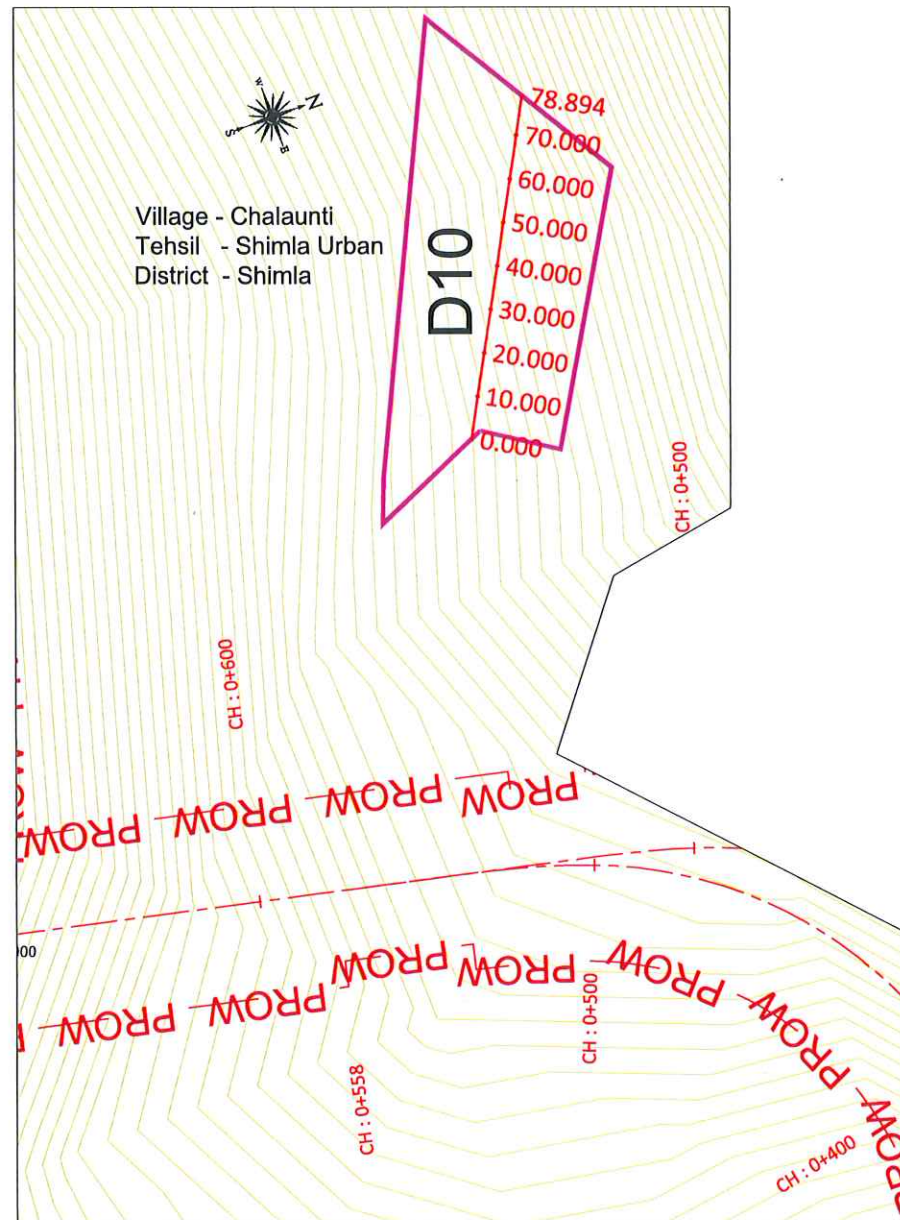 W
N
S
E
Village - Chalaunti
Tehsil - Shimla Urban
District - Shimla
D10
78.894
70.000
60.000
50.000
40.000
30.000
20.000
10.000
0.000
CH : 0+500
CH : 0+600
PROW PROW PROW PROW
00
PROW PROW PROW PROW PROW PROW
CH : 0+500
CH : 0+558
CH : 0+400